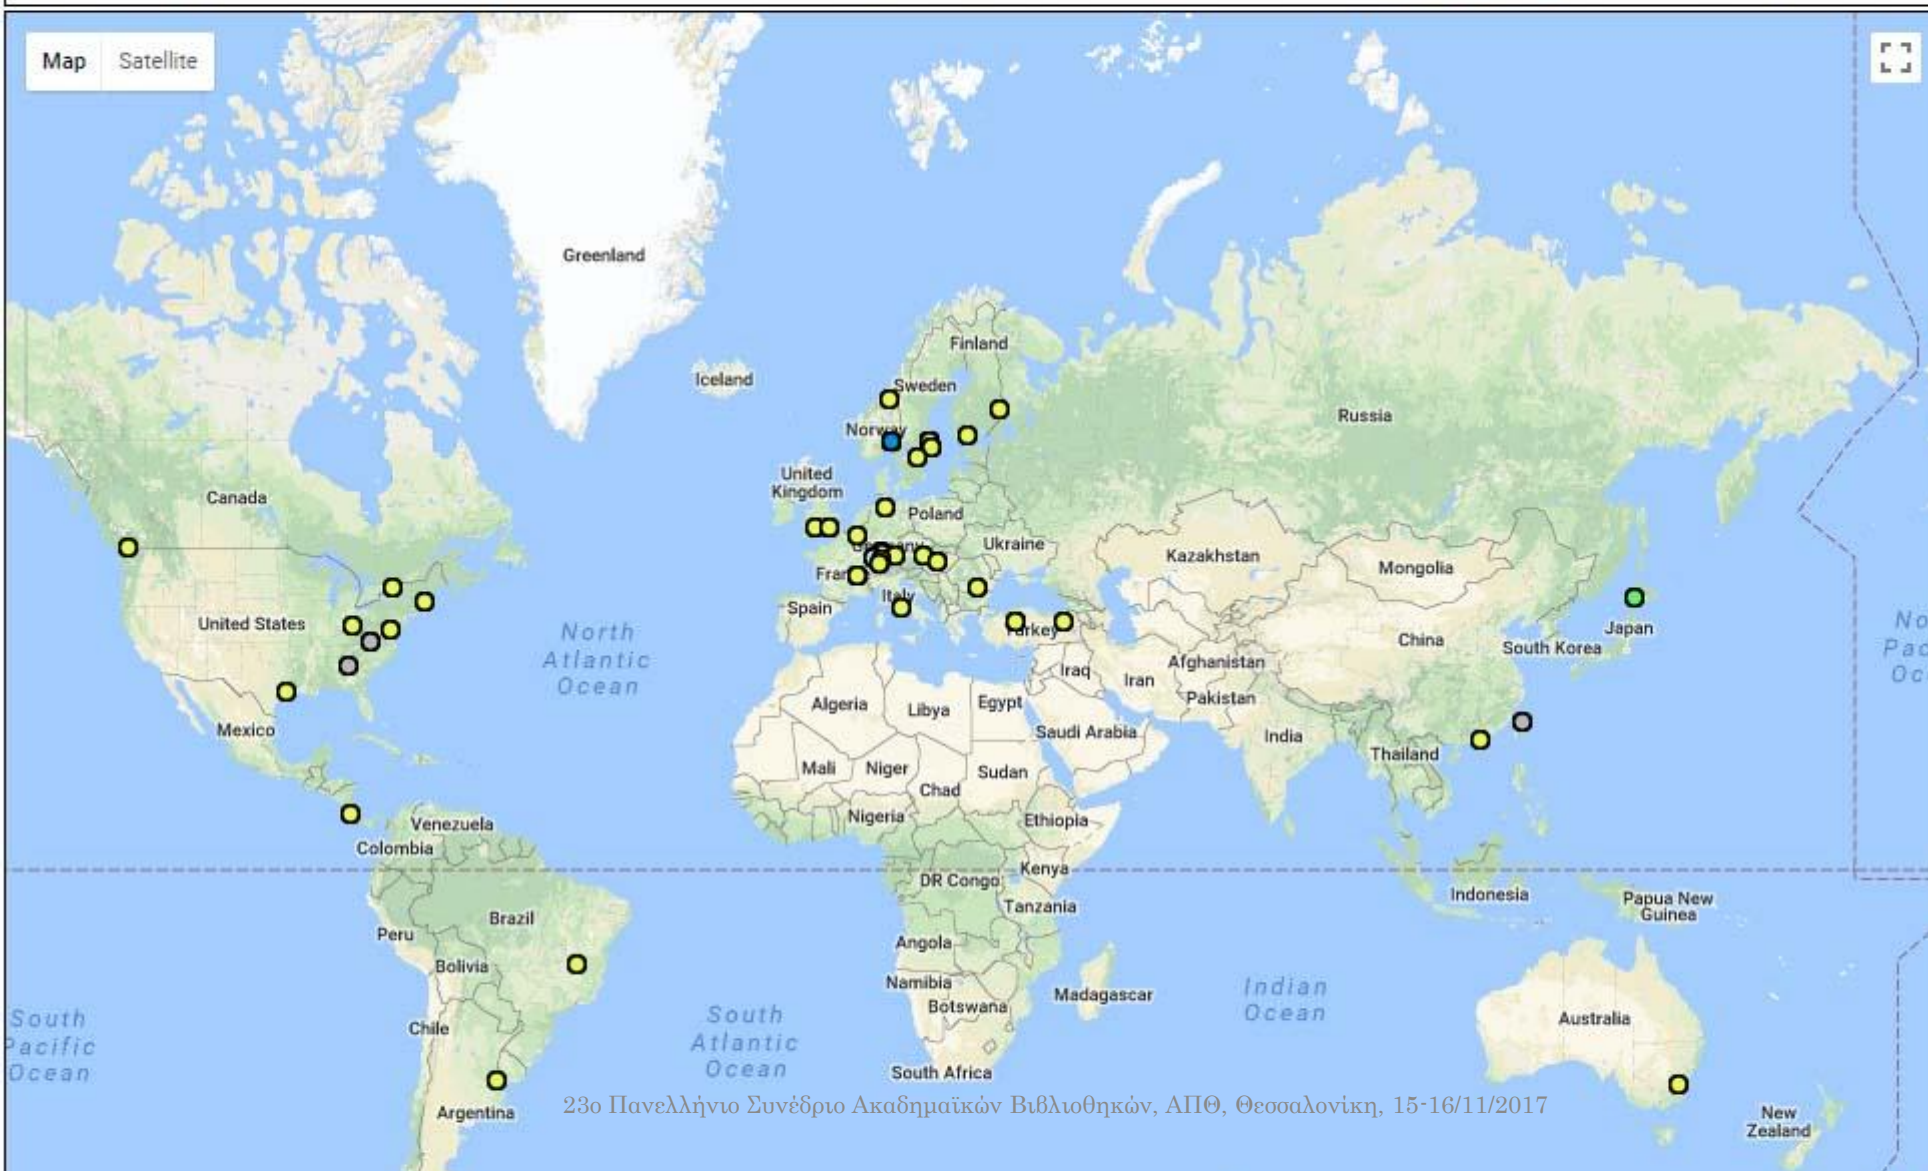 Map Satellite
Greenland
Finland
Iceland
Sweden
Russia
Norway
United
Kingdom
Canada
Poland
Germany
Ukraine
Kazakhstan
Mongolia
France
Italy
Spain
United States
North
Atlantic
Ocean
Turkey
China
Japan
South Korea
Afghanistan
Iraq
Iran
Pakistan
Algeria
Libya
Egypt
Mexico
Saudi Arabia
India
Thailand
Mali
Niger
Sudan
Chad
Nigeria
Ethiopia
Venezuela
Colombia
Kenya
DR Congo
Indonesia
Papua New
Guinea
Tanzania
Brazil
Peru
Angola
Bolivia
Namibia
Botswana
Madagascar
Indian
Ocean
South
Pacific
Ocean
Chile
South
Atlantic
Ocean
Australia
South Africa
Argentina
23ο Πανελλήνιο Συνέδριο Ακαδημαϊκών Βιβλιοθηκών, ΑΠΘ, Θεσσαλονίκη, 15-16/11/2017
New
Zealand